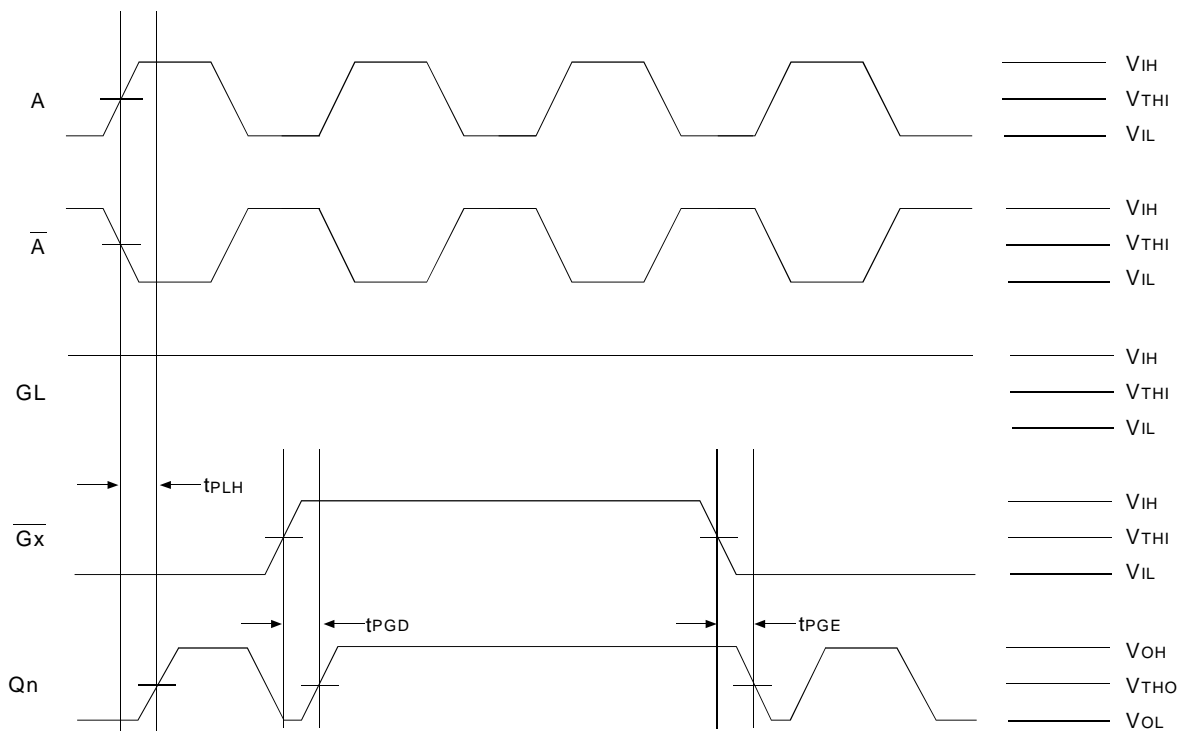 A
VIH
VTHI
VIL
A
VIH
VTHI
VIL
GL
VIH
VTHI
VIL
tPLH
Gx
VIH
VTHI
VIL
tPGD
tPGE
Qn
VOH
VTHO
VOL